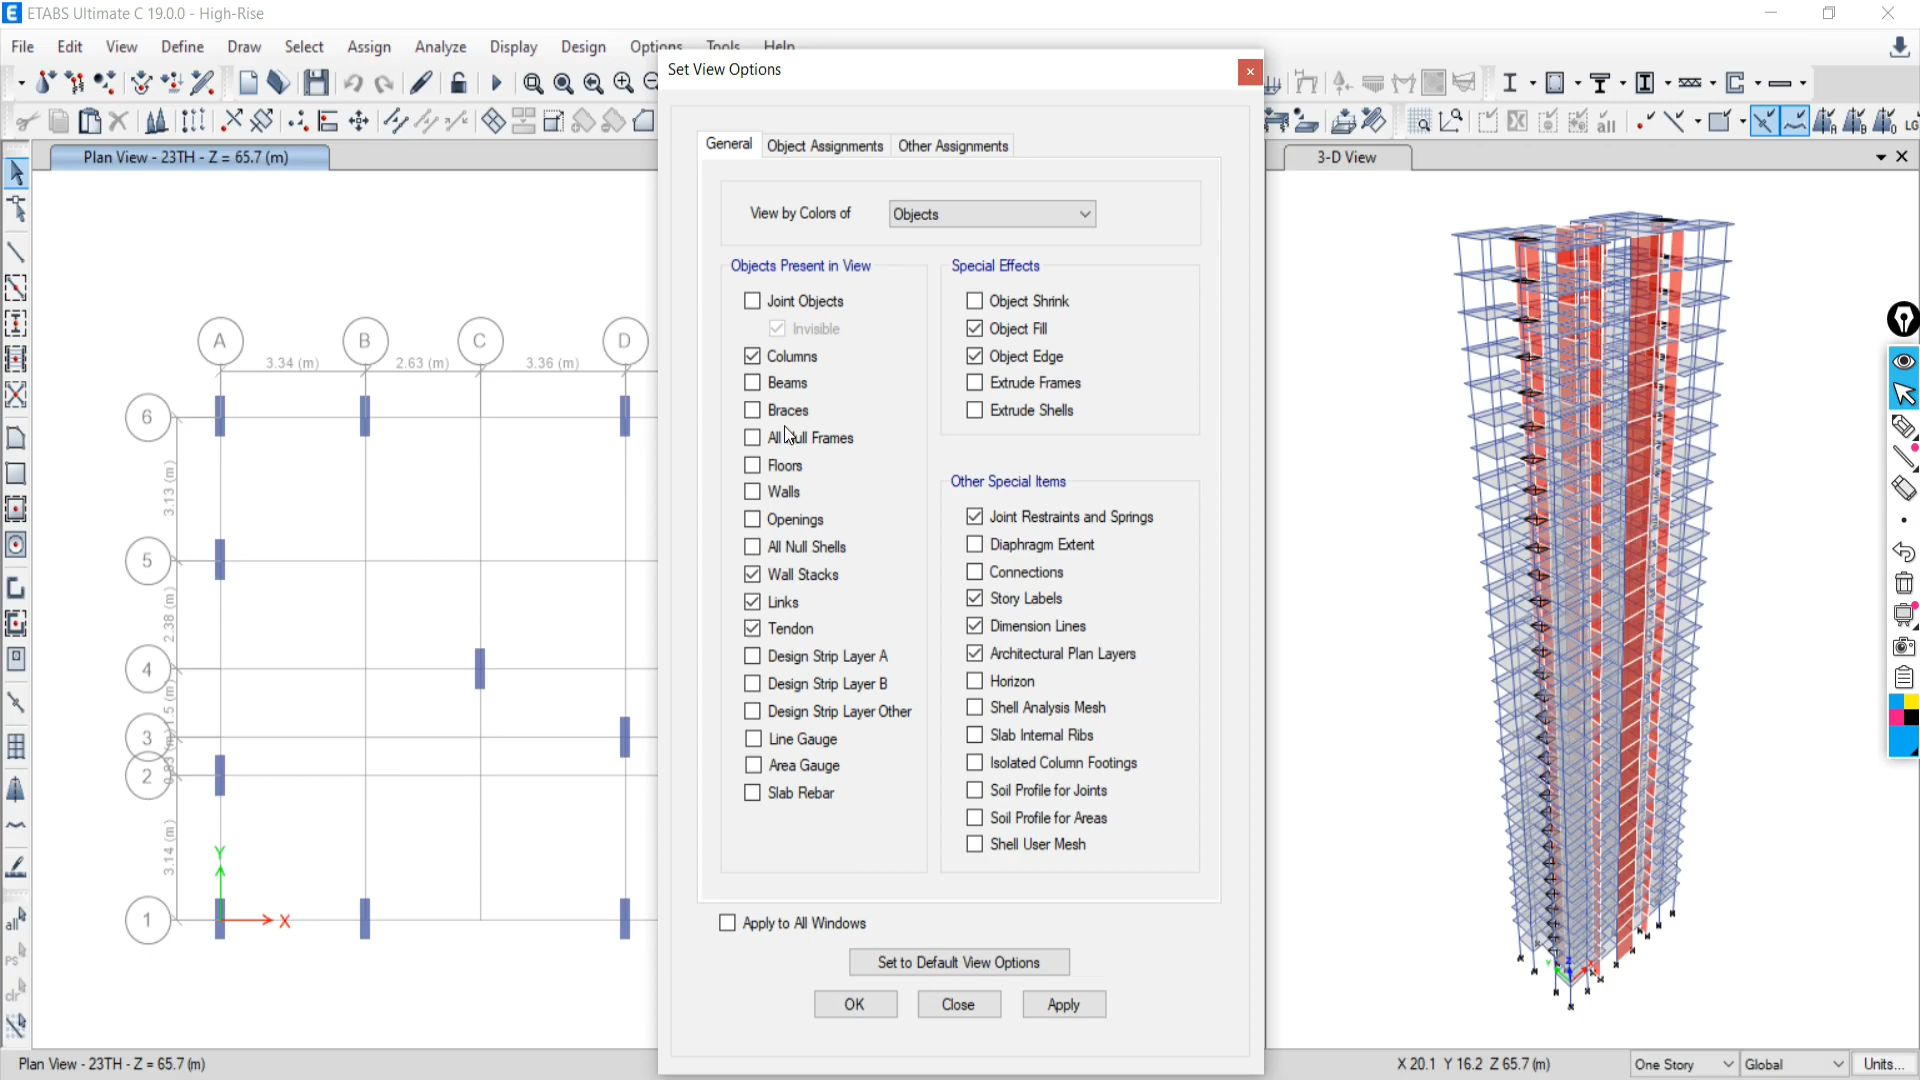 ETABS Ultimate C 19.0.0 - High-Rise
File Edit View Define Draw Select Assign Analyze Display Design Options Tools Help
Set View Options
Plan View - 23TH - Z = 65.7 (m)
3-D View
General Object Assignments Other Assignments
View by Colors of Objects
Objects Present in View
Joint Objects
Invisible
Columns
Beams
Braces
All Null Frames
Floors
Walls
Openings
All Null Shells
Wall Stacks
Links
Tendon
Design Strip Layer A
Design Strip Layer B
Design Strip Layer Other
Line Gauge
Area Gauge
Slab Rebar
Special Effects
Object Shrink
Object Fill
Object Edge
Extrude Frames
Extrude Shells
Other Special Items
Joint Restraints and Springs
Diaphragm Extent
Connections
Story Labels
Dimension Lines
Architectural Plan Layers
Horizon
Shell Analysis Mesh
Slab Internal Ribs
Isolated Column Footings
Soil Profile for Joints
Soil Profile for Areas
Shell User Mesh
Apply to All Windows
Set to Default View Options
OK Close Apply
A B C D
3.34 (m) 2.63 (m) 3.36 (m)
6
3.13 (m)
5
2.38 (m)
4
3
2
3.14 (m)
1
Y
X
all
PS
clr
all
LG
Plan View - 23TH - Z = 65.7 (m)
X 20.1 Y 16.2 Z 65.7 (m)
One Story Global Units...